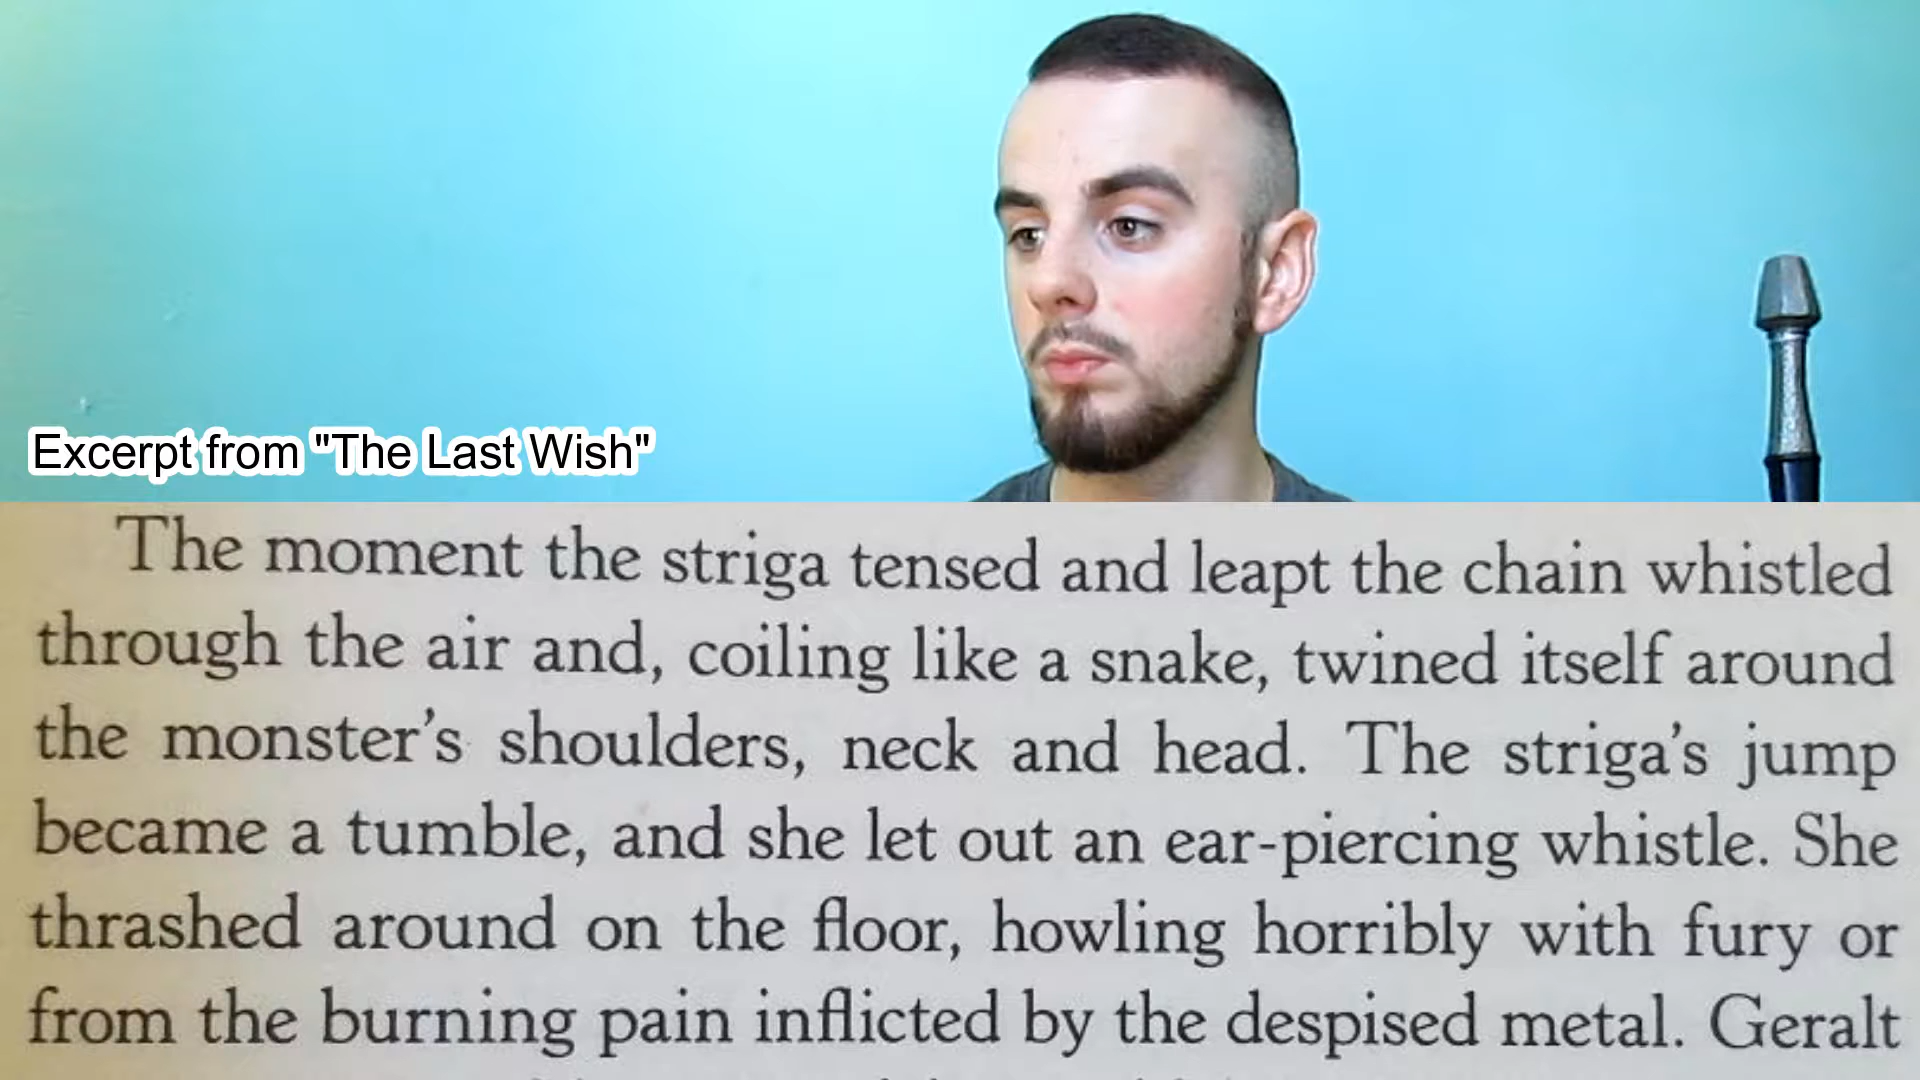 Excerpt from "The Last Wish"
The moment the striga tensed and leapt the chain whistled
through the air and, coiling like a snake, twined itself around
the monster’s shoulders, neck and head. The striga’s jump
became a tumble, and she let out an ear-piercing whistle. She
thrashed around on the floor, howling horribly with fury or
from the burning pain inflicted by the despised metal. Geralt